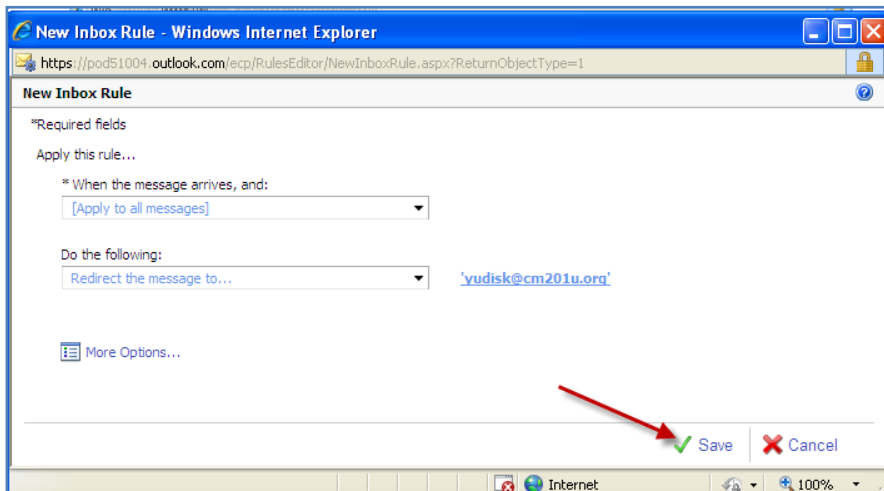 New Inbox Rule - Windows Internet Explorer
https://pod51004.outlook.com/ecp/RulesEditor/NewInboxRule.aspx?ReturnObjectType=1
New Inbox Rule
*Required fields
Apply this rule...
* When the message arrives, and:
[Apply to all messages]
Do the following:
Redirect the message to... 'yudisk@cm201u.org'
More Options...
Save Cancel
Internet 100%